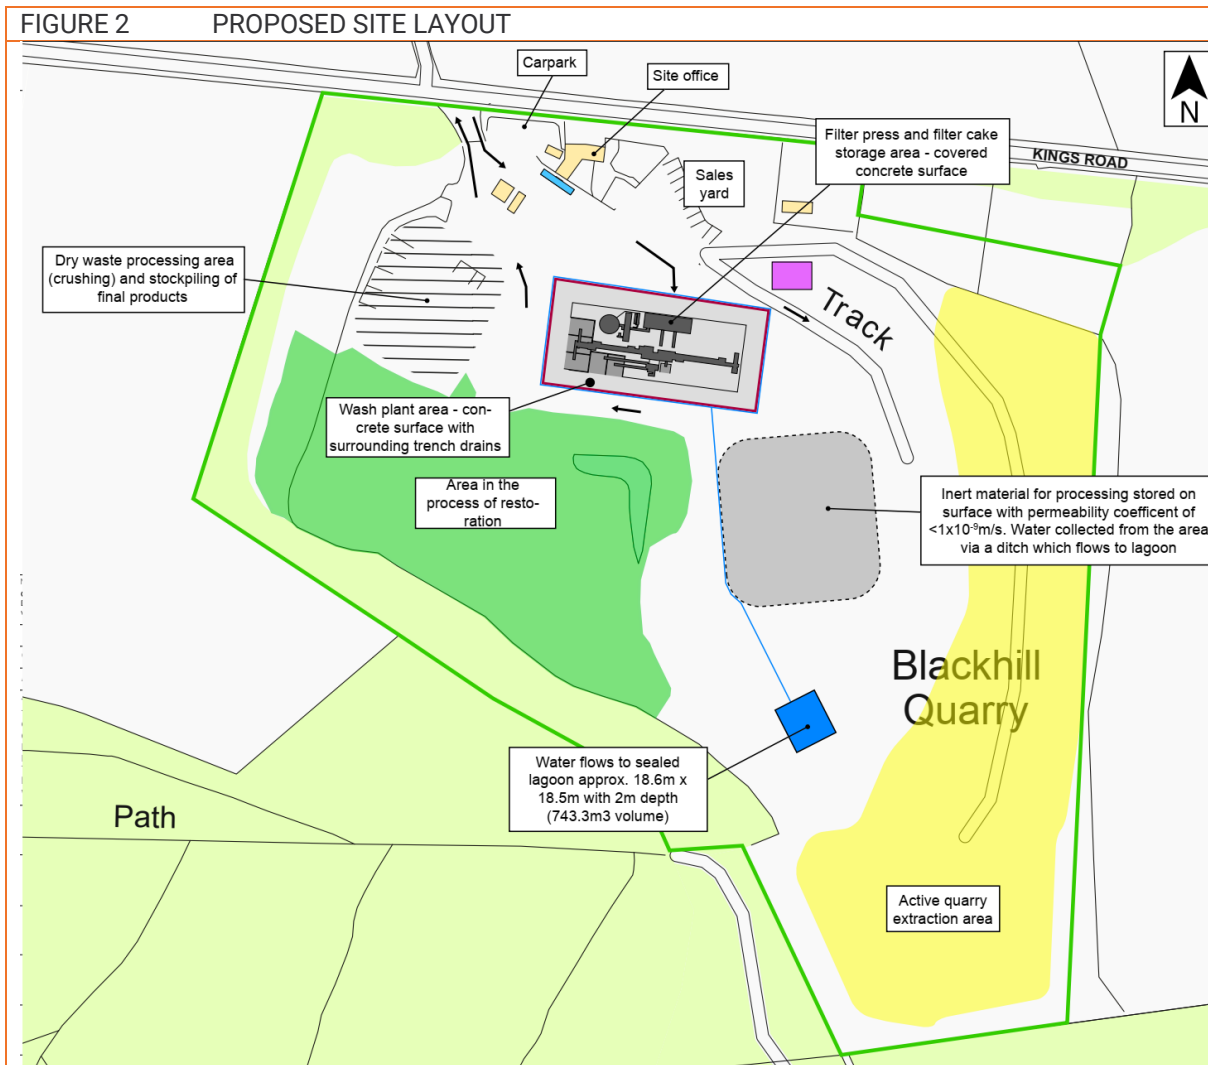 FIGURE 2 PROPOSED SITE LAYOUT
Carpark
Site office
N
Filter press and filter cake
storage area - covered
concrete surface
KINGS ROAD
Sales
yard
Dry waste processing area
(crushing) and stockpiling of
final products
Track
Wash plant area - con-
crete surface with
surrounding trench drains
Area in the
process of resto-
ration
Inert material for processing stored on
surface with permeability coefficent of
<1x10⁻⁹m/s. Water collected from the area
via a ditch which flows to lagoon
Blackhill
Quarry
Water flows to sealed
lagoon approx. 18.6m x
18.5m with 2m depth
(743.3m3 volume)
Path
Active quarry
extraction area